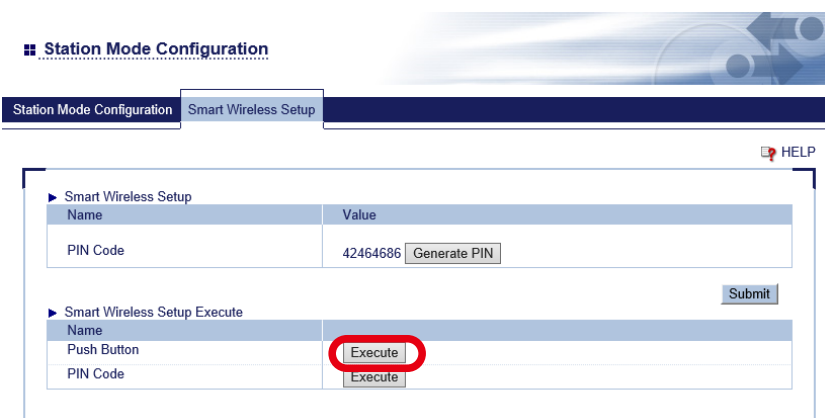 Station Mode Configuration
Station Mode Configuration Smart Wireless Setup
HELP
Smart Wireless Setup
Name Value
PIN Code 42464686 Generate PIN
Submit
Smart Wireless Setup Execute
Name
Push Button Execute
PIN Code Execute